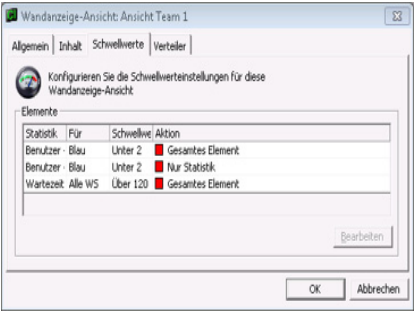 Wandanzeige-Ansicht: Ansicht Team 1
Allgemein Inhalt Schwellwerte Verteiler
Konfigurieren Sie die Schwellwerteinstellungen für diese
Wandanzeige-Ansicht
Elemente
Statistik Für Schwellwe Aktion
Benutzer - Blau Unter 2 Gesamtes Element
Benutzer - Blau Unter 2 Nur Statistik
Wartezeit Alle WS Über 120 Gesamtes Element
Bearbeiten
OK Abbrechen